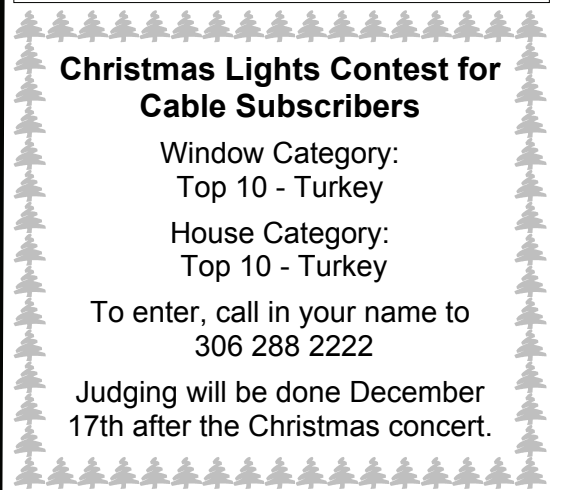 Christmas Lights Contest for
Cable Subscribers
Window Category:
Top 10 - Turkey
House Category:
Top 10 - Turkey
To enter, call in your name to
306 288 2222
Judging will be done December
17th after the Christmas concert.